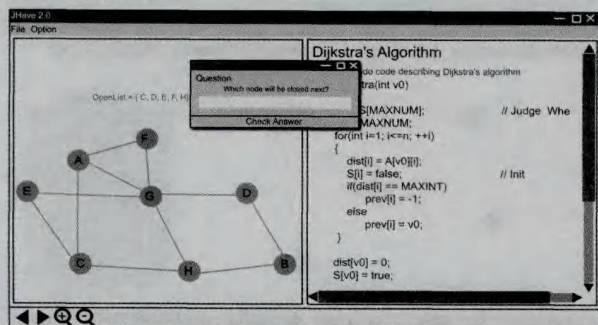 JHave 2.0
File Option
OpenList = { C, D, E, F, H}
F
A
E
G
D
C
H
B
Question
Which node will be closed next?
Check Answer
Dijkstra's Algorithm
do code describing Dijkstra's algorithm
tra(int v0)
S[MAXNUM]; // Judge Whe
MAXNUM;
for(int i=1; i<=n; ++i)
{
dist[i] = A[v0][i];
S[i] = false; // Init
if(dist[i] == MAXINT)
prev[i] = -1;
else
prev[i] = v0;
}
dist[v0] = 0;
S[v0] = true;